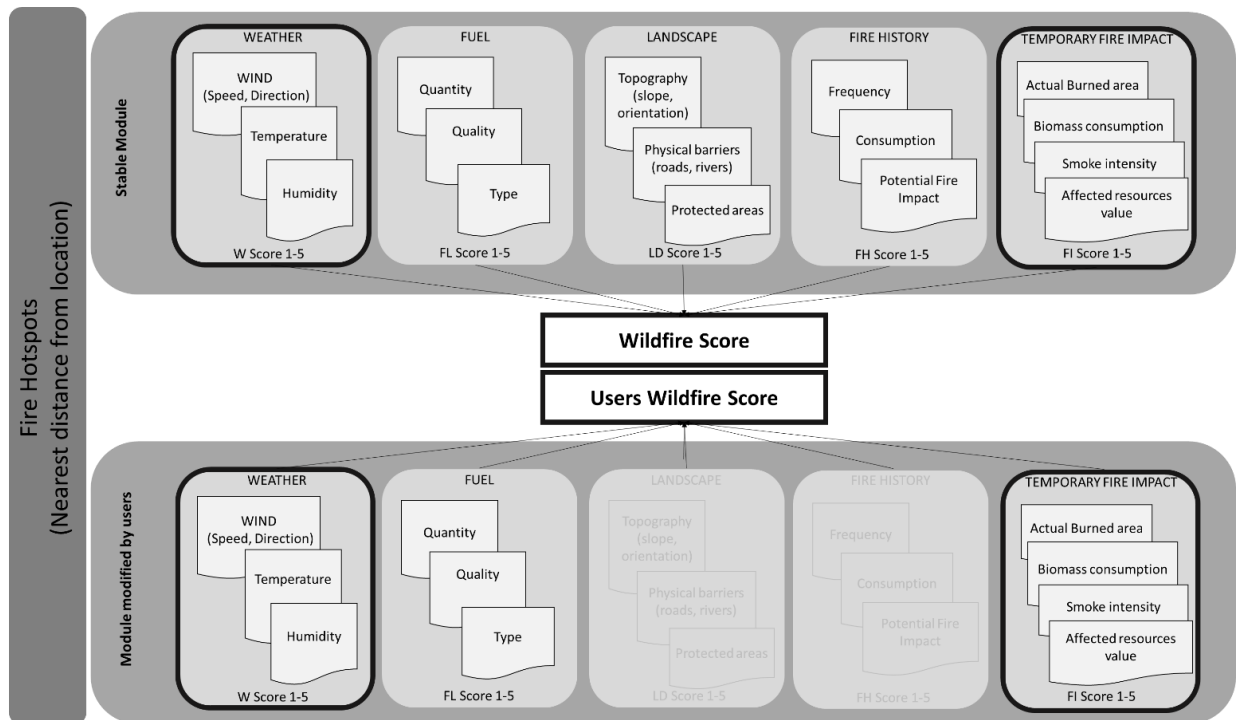 Fire Hotspots
(Nearest distance from location)
Stable Module
WEATHER
WIND
(Speed, Direction)
Temperature
Humidity
W Score 1-5
FUEL
Quantity
Quality
Type
FL Score 1-5
LANDSCAPE
Topography
(slope,
orientation)
Physical barriers
(roads, rivers)
Protected areas
LD Score 1-5
FIRE HISTORY
Frequency
Consumption
Potential Fire
Impact
FH Score 1-5
TEMPORARY FIRE IMPACT
Actual Burned area
Biomass consumption
Smoke intensity
Affected resources
value
FI Score 1-5
Wildfire Score
Users Wildfire Score
Module modified by users
WEATHER
WIND
(Speed, Direction)
Temperature
Humidity
W Score 1-5
FUEL
Quantity
Quality
Type
FL Score 1-5
LANDSCAPE
Topography
(slope,
orientation)
Physical barriers
(roads, rivers)
Protected areas
LD Score 1-5
FIRE HISTORY
Frequency
Consumption
Potential Fire
Impact
FH Score 1-5
TEMPORARY FIRE IMPACT
Actual Burned area
Biomass consumption
Smoke intensity
Affected resources
value
FI Score 1-5